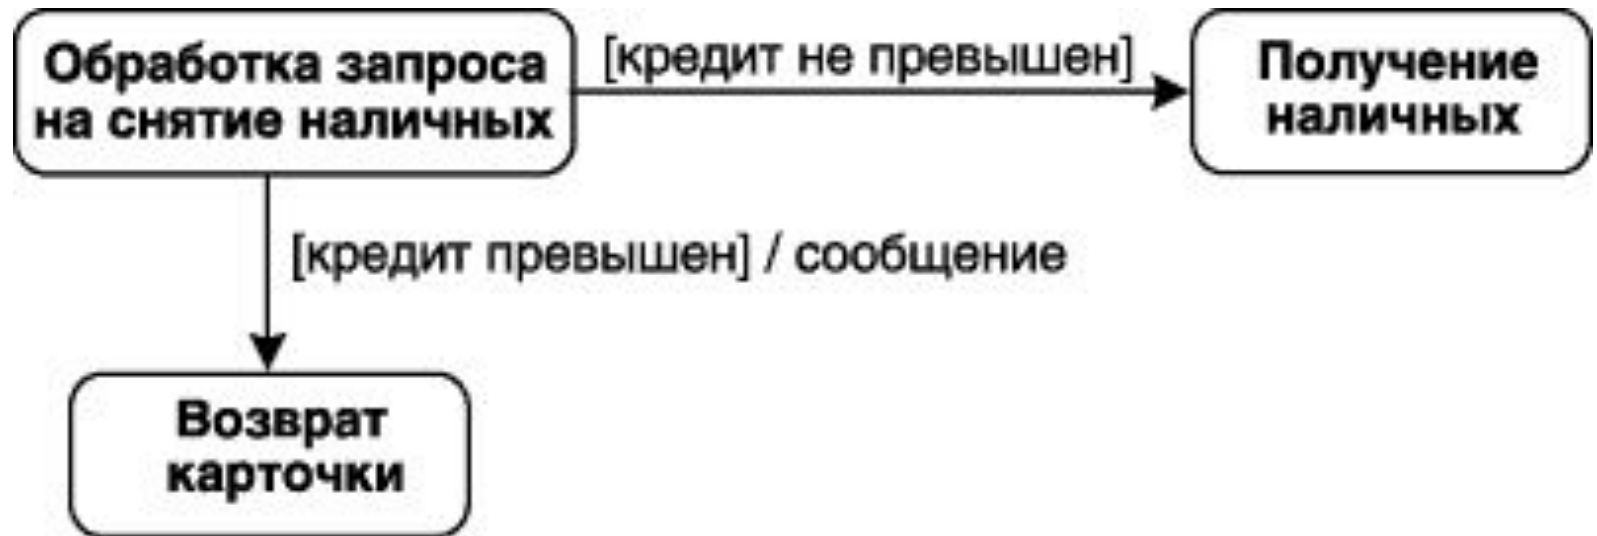 Обработка запроса
на снятие наличных
[кредит не превышен]
Получение
наличных
[кредит превышен] / сообщение
Возврат
карточки